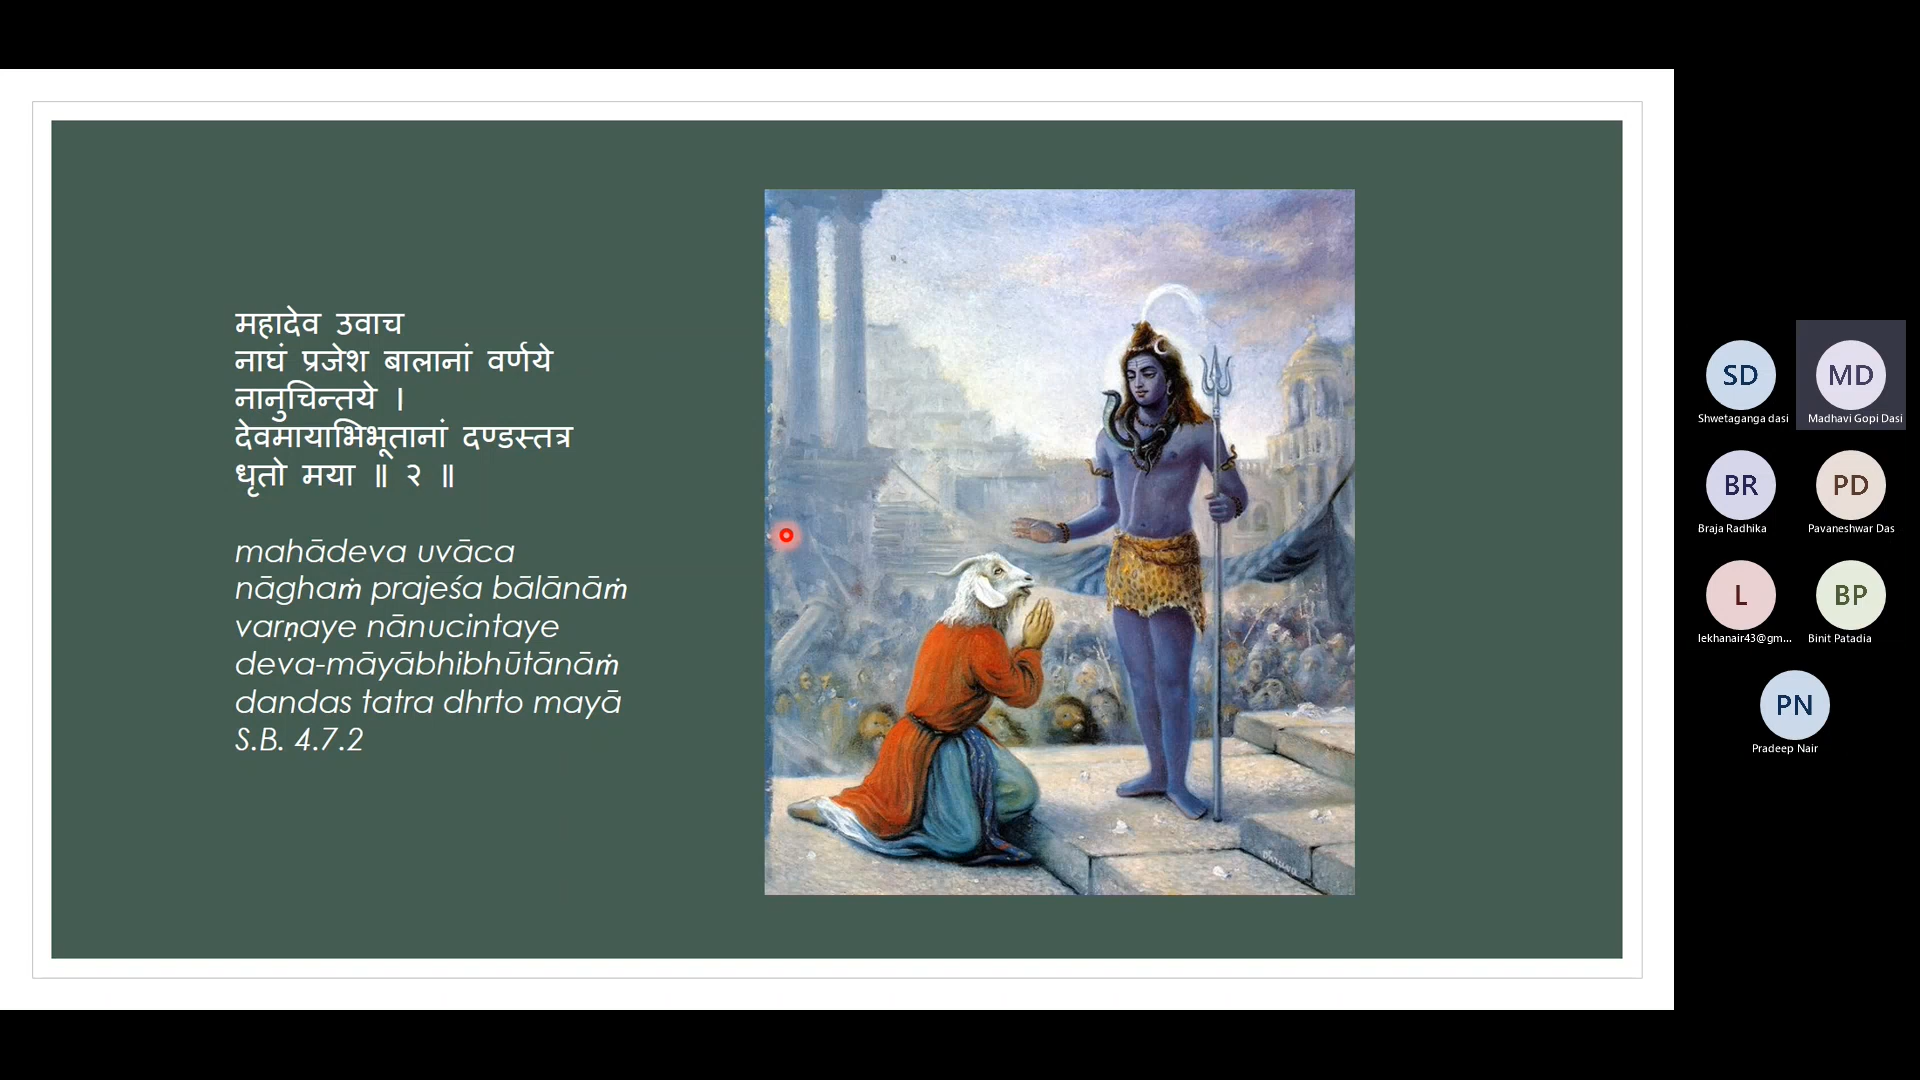 महादेव उवाच
नाघं प्रजेश बालानां वर्णये
नानुचिन्तये ।
देवमायाभिभूतानां दण्डस्तत्र
धृतो मया ॥ २ ॥
mahādeva uvāca
nāghaṁ prajeśa bālānāṁ
varṇaye nānucintaye
deva-māyābhibhūtānāṁ
dandas tatra dhrto mayā
S.B. 4.7.2
dhruva
SD
Shwetaganga dasi
MD
Madhavi Gopi Dasi
BR
Braja Radhika
PD
Pavaneshwar Das
L
lekhanair43@gm...
BP
Binit Patadia
PN
Pradeep Nair